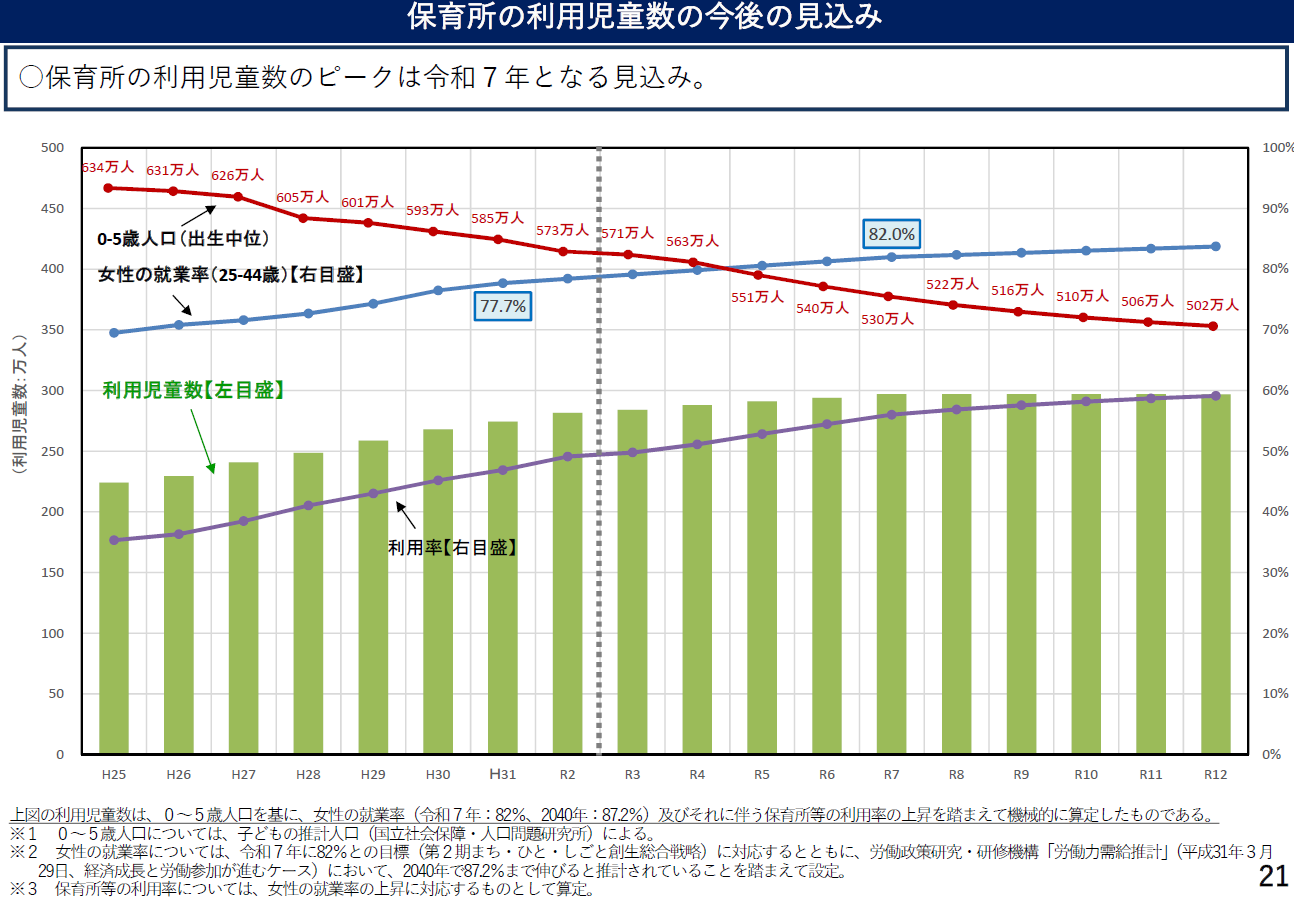 保育所の利用児童数の今後の見込み
○保育所の利用児童数のピークは令和７年となる見込み。
500
450
400
350
300
250
200
150
100
50
0
（利用児童数：万人）
100%
90%
80%
70%
60%
50%
40%
30%
20%
10%
0%
634万人
631万人
626万人
605万人
601万人
593万人
585万人
573万人
571万人
563万人
551万人
540万人
530万人
522万人
516万人
510万人
506万人
502万人
0-5歳人口（出生中位）
女性の就業率（25-44歳）【右目盛】
77.7%
82.0%
利用児童数【左目盛】
利用率【右目盛】
H25 H26 H27 H28 H29 H30 H31 R2 R3 R4 R5 R6 R7 R8 R9 R10 R11 R12
上図の利用児童数は、０～５歳人口を基に、女性の就業率（令和７年：82％、2040年：87.2％）及びそれに伴う保育所等の利用率の上昇を踏まえて機械的に算定したものである。
※１　０～５歳人口については、子どもの推計人口（国立社会保障・人口問題研究所）による。
※２　女性の就業率については、令和７年に82％との目標（第２期まち・ひと・しごと創生総合戦略）に対応するとともに、労働政策研究・研修機構「労働力需給推計」（平成31年３月
29日、経済成長と労働参加が進むケース）において、2040年で87.2％まで伸びると推計されていることを踏まえて設定。
※３　保育所等の利用率については、女性の就業率の上昇に対応するものとして算定。
21